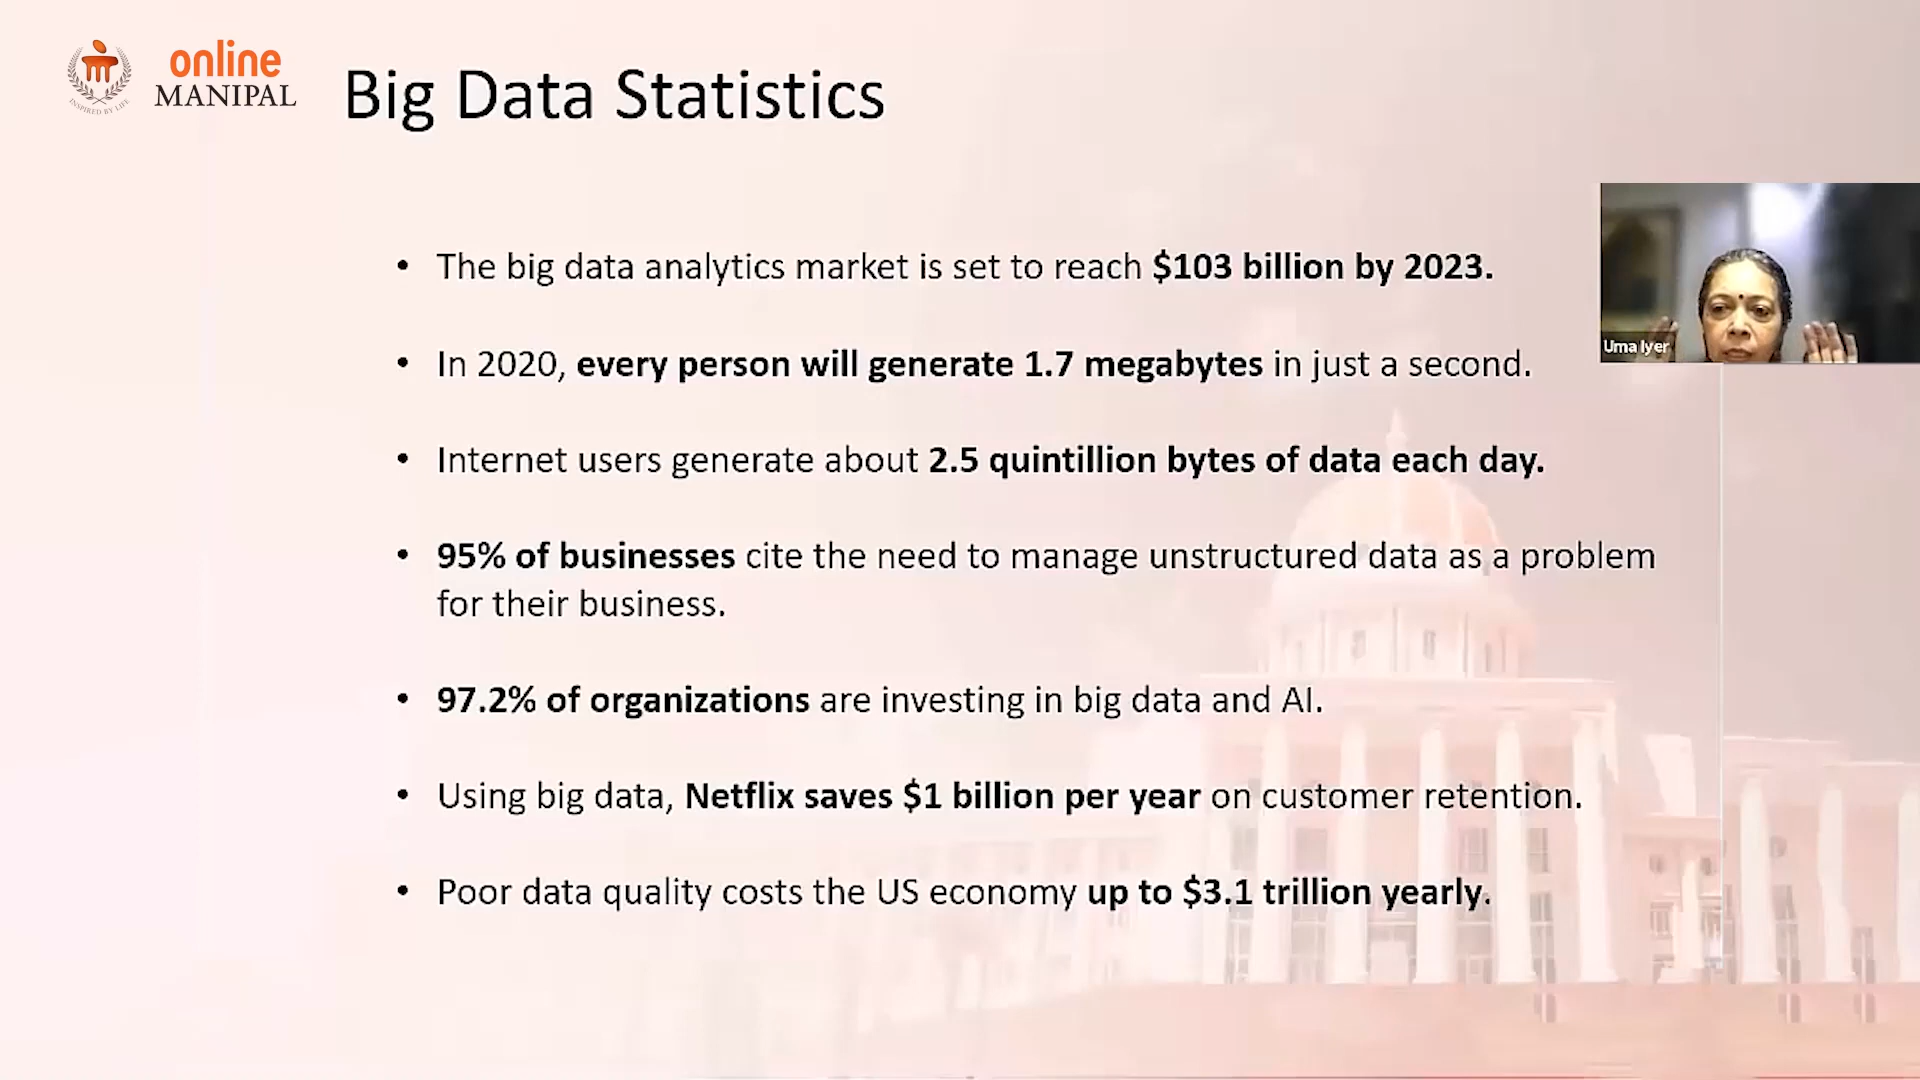 online
MANIPAL
INSPIRED BY LIFE
Big Data Statistics
• The big data analytics market is set to reach $103 billion by 2023.
• In 2020, every person will generate 1.7 megabytes in just a second.
Uma Iyer
• Internet users generate about 2.5 quintillion bytes of data each day.
• 95% of businesses cite the need to manage unstructured data as a problem
for their business.
• 97.2% of organizations are investing in big data and AI.
• Using big data, Netflix saves $1 billion per year on customer retention.
• Poor data quality costs the US economy up to $3.1 trillion yearly.